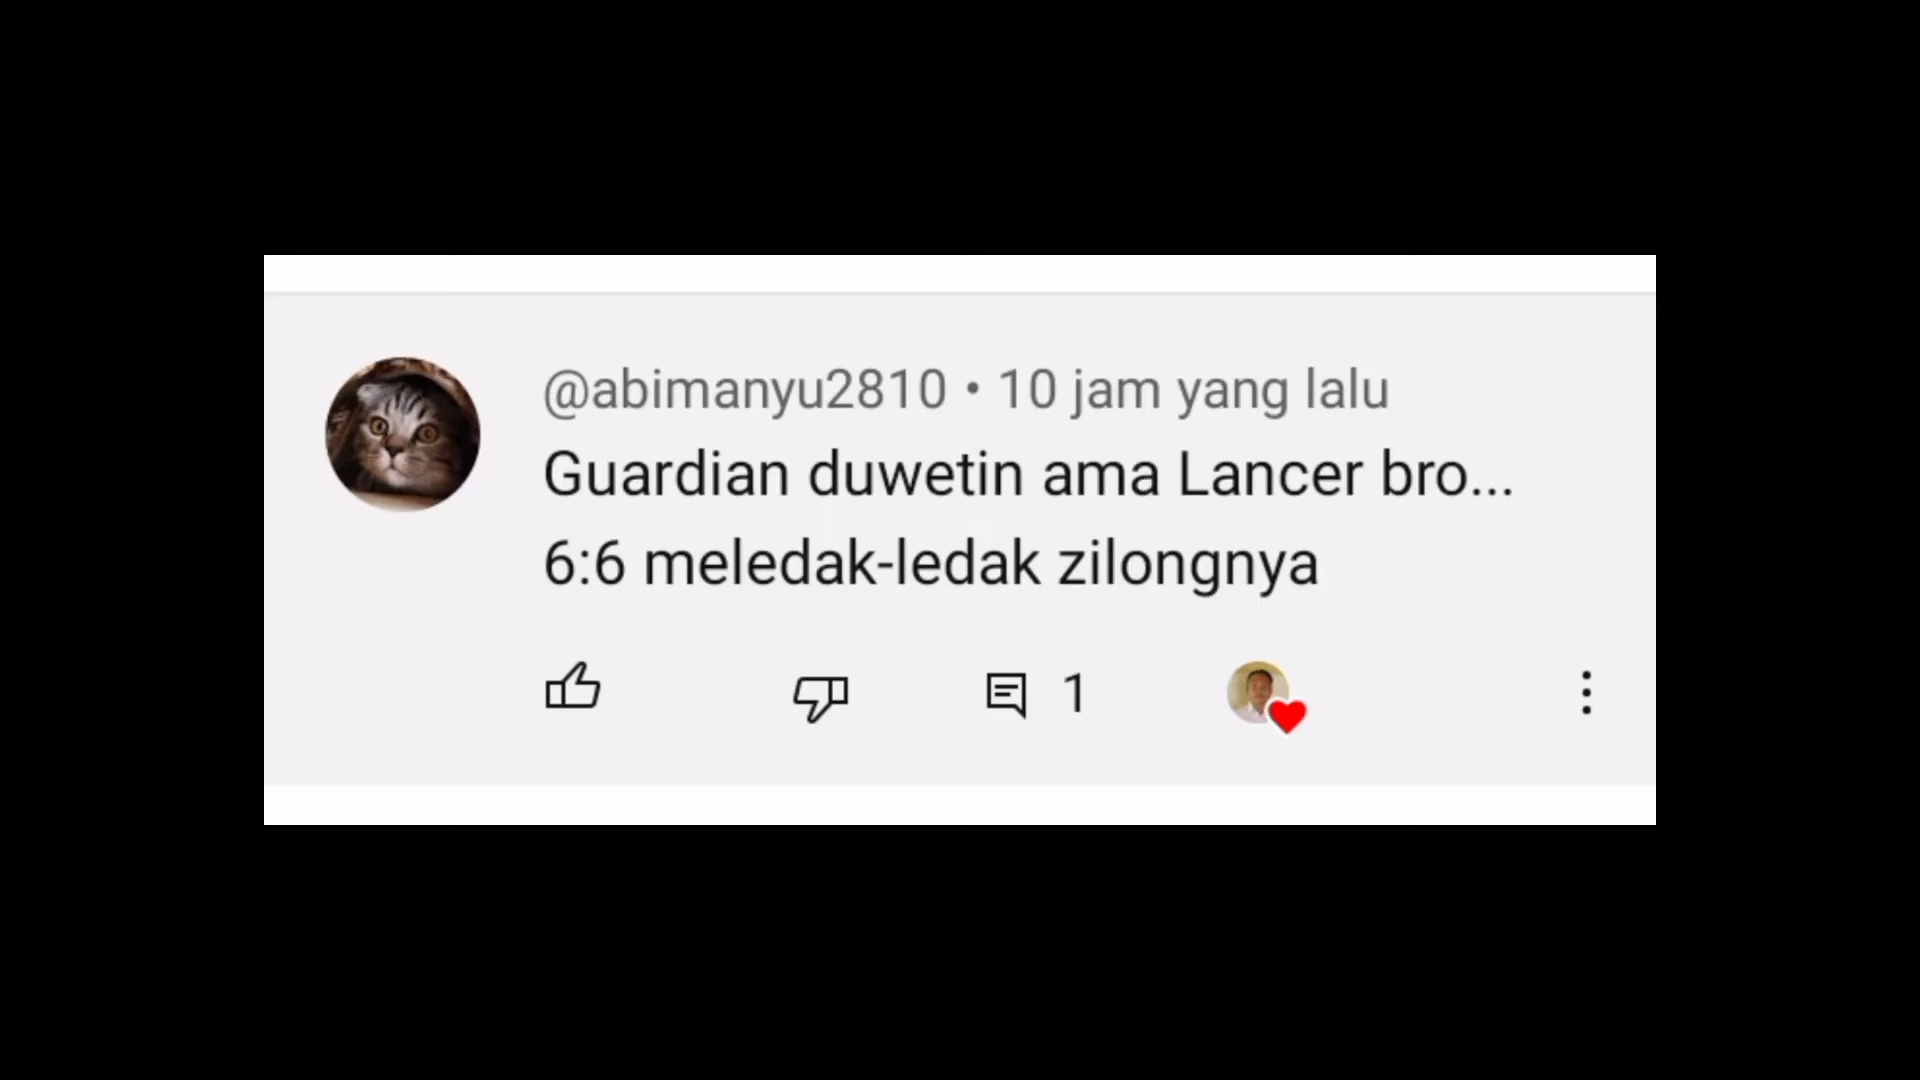 @abimanyu2810 • 10 jam yang lalu
Guardian duwetin ama Lancer bro...
6:6 meledak-ledak zilongnya
1